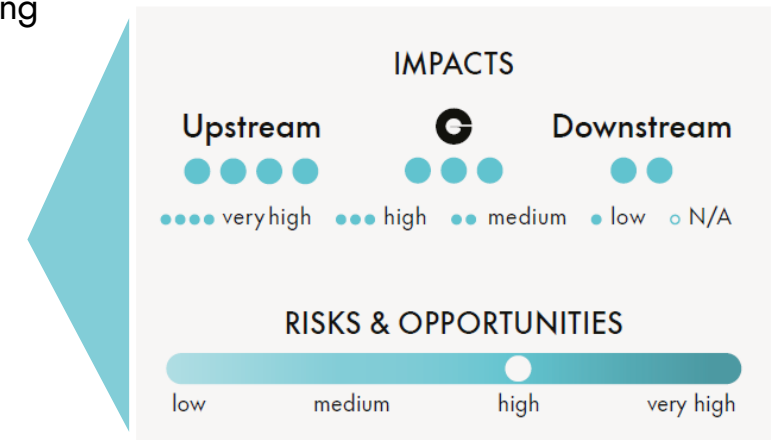 ng
IMPACTS
Upstream Downstream
very high high medium low N/A
RISKS & OPPORTUNITIES
low medium high very high